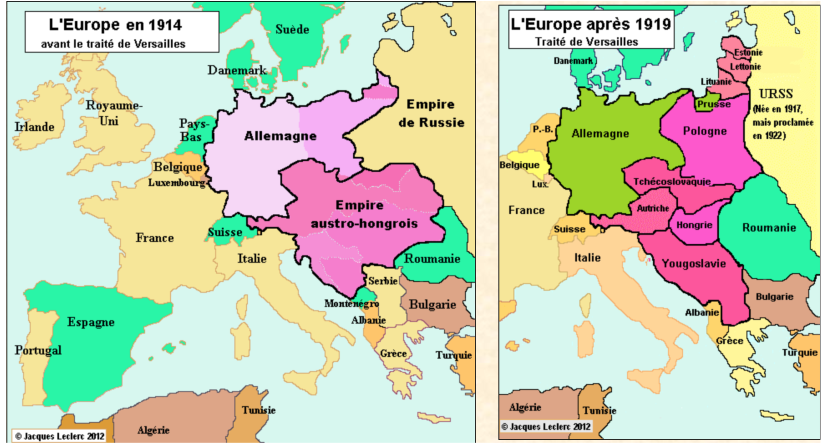 L'Europe en 1914
avant le traité de Versailles
Suède
Danemark
Royaume-
Uni
Irlande
Pays-
Bas
Allemagne
Empire
de Russie
Belgique
Luxembourg
Empire
austro-hongrois
France
Suisse
Italie
Roumanie
Serbie
Monténégro
Bulgarie
Albanie
Espagne
Portugal
Grèce
Turquie
Algérie
Tunisie
© Jacques Leclerc 2012
L'Europe après 1919
Traité de Versailles
Danemark
Estonie
Lettonie
Lituanie
URSS
(Née en 1917,
mais proclamée
en 1922)
Prusse
P.-B.
Allemagne
Pologne
Belgique
Lux.
Tchécoslovaquie
France
Autriche
Suisse
Hongrie
Roumanie
Italie
Yougoslavie
Bulgarie
Albanie
Grèce
Turquie
Algérie
Tunisie
© Jacques Leclerc 2012